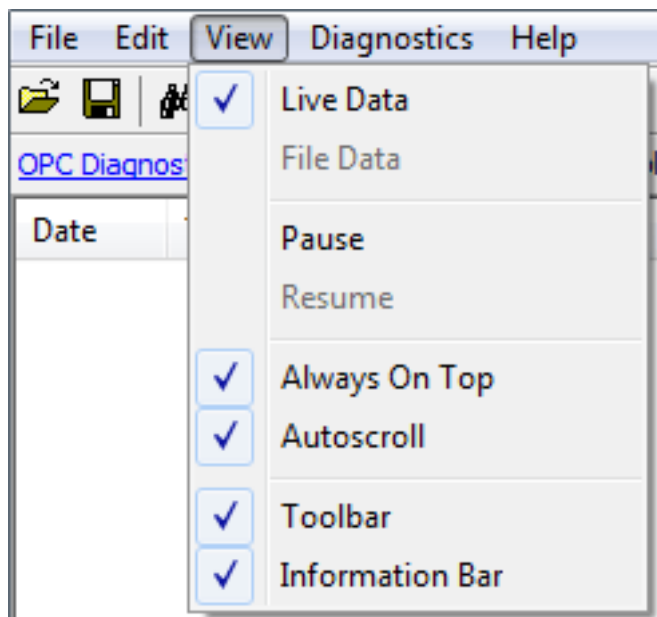 File Edit View Diagnostics Help
Live Data
OPC Diagnos
File Data
Date
Pause
Resume
Always On Top
Autoscroll
Toolbar
Information Bar